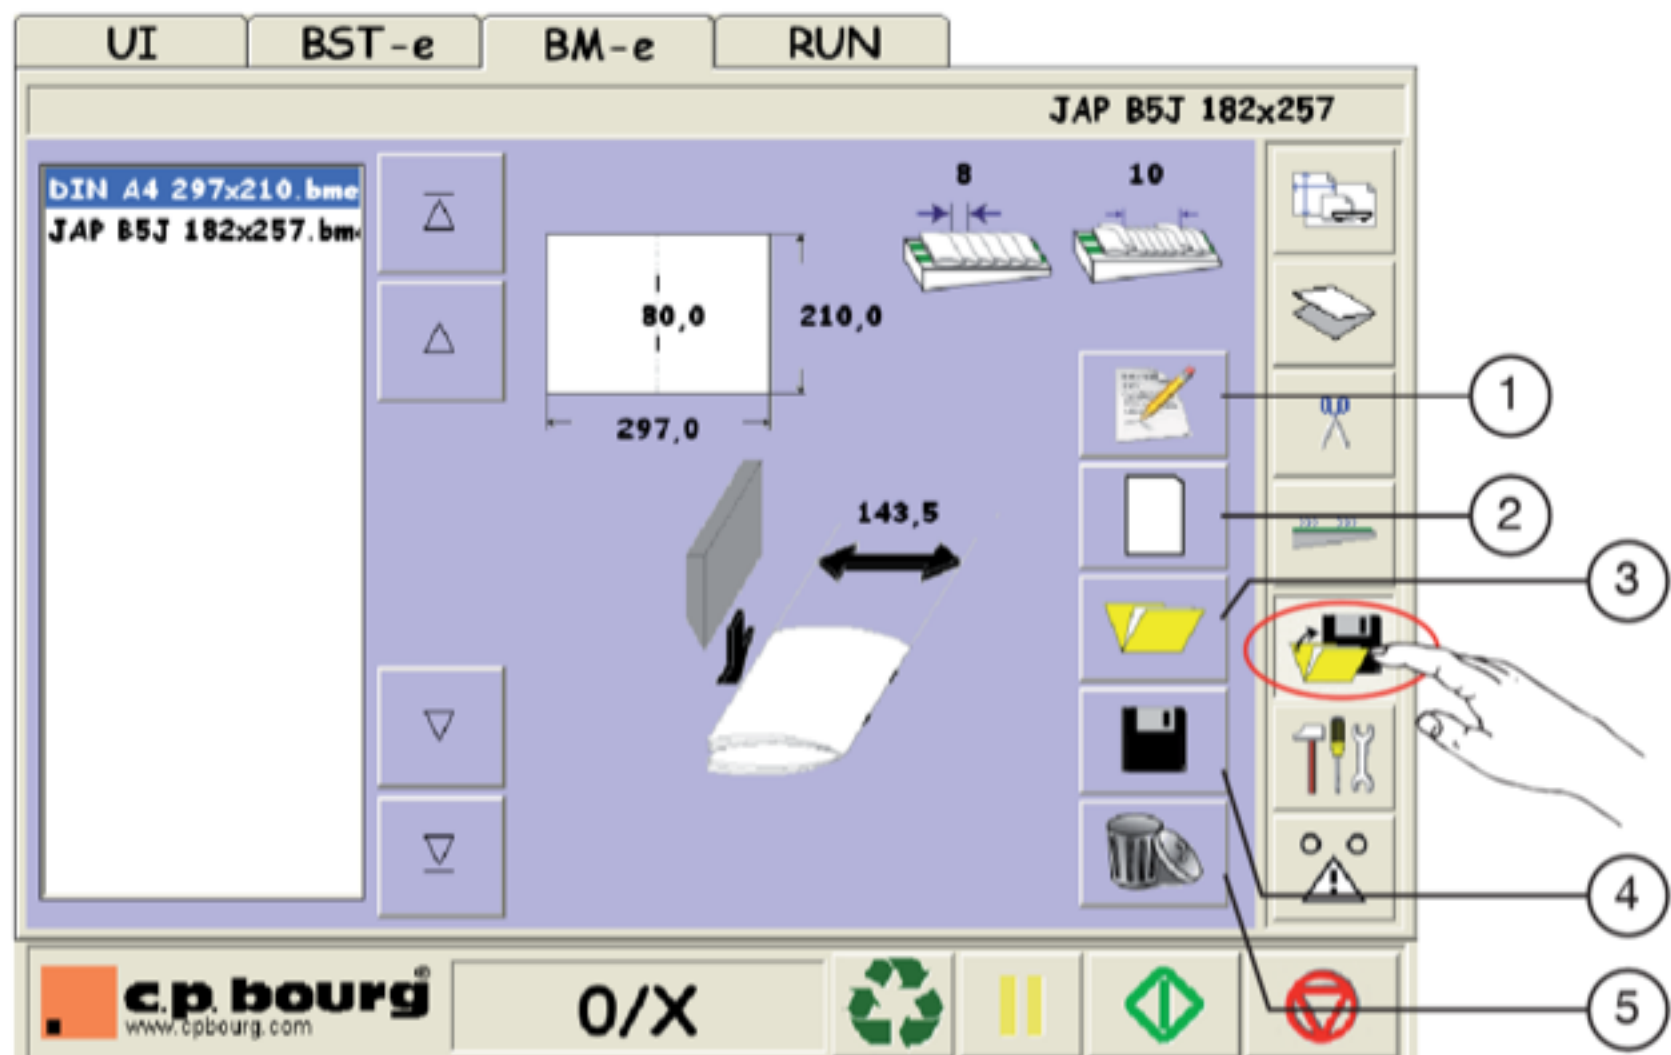 UI
BST-e
BM-e
RUN
JAP B5J 182x257
DIN A4 297x210.bme
JAP B5J 182x257.bm
8
10
80,0
210,0
297,0
143,5
1
2
3
4
5
c.p. bourg®
www.cpbourg.com
0/X